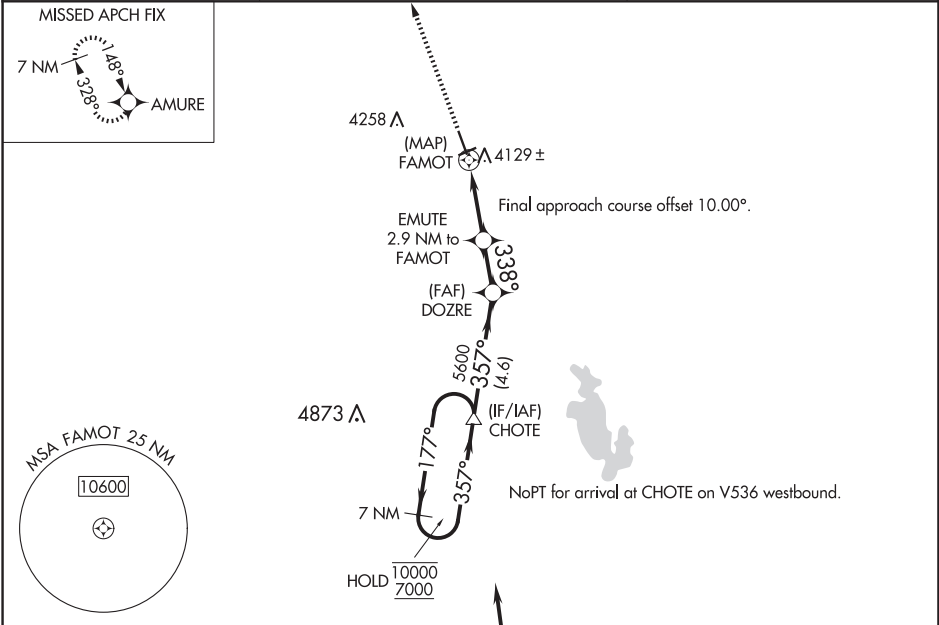 MISSED APCH FIX
7 NM
148°
328°
AMURE
4258
(MAP)
FAMOT
4129 ±
Final approach course offset 10.00°.
EMUTE
2.9 NM to
FAMOT
338°
(FAF)
DOZRE
5600
357°
(4.6)
4873
(IF/IAF)
CHOTE
177°
357°
MSA FAMOT 25 NM
10600
NoPT for arrival at CHOTE on V536 westbound.
7 NM
HOLD
10000
7000